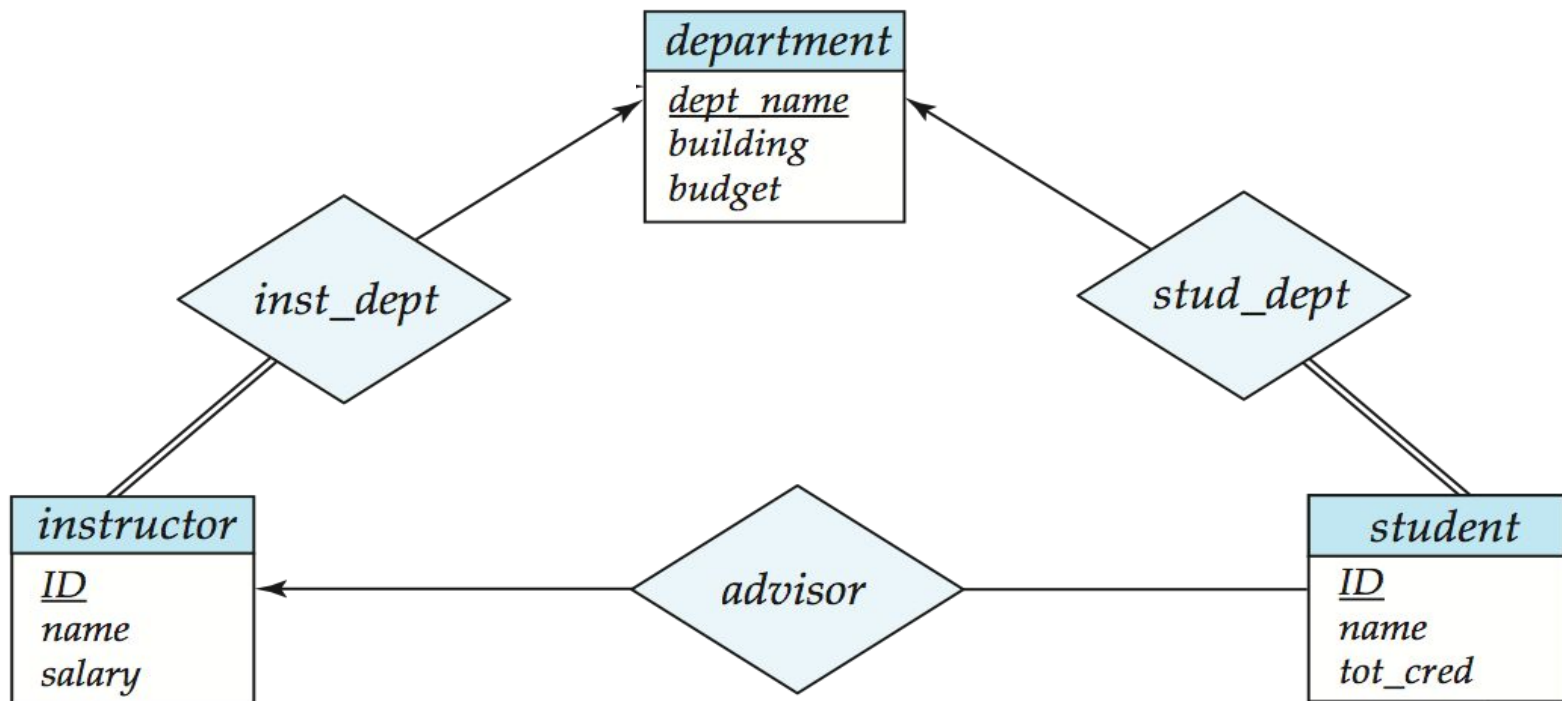 department
dept_name
building
budget
inst_dept
stud_dept
instructor
ID
name
salary
advisor
student
ID
name
tot_cred